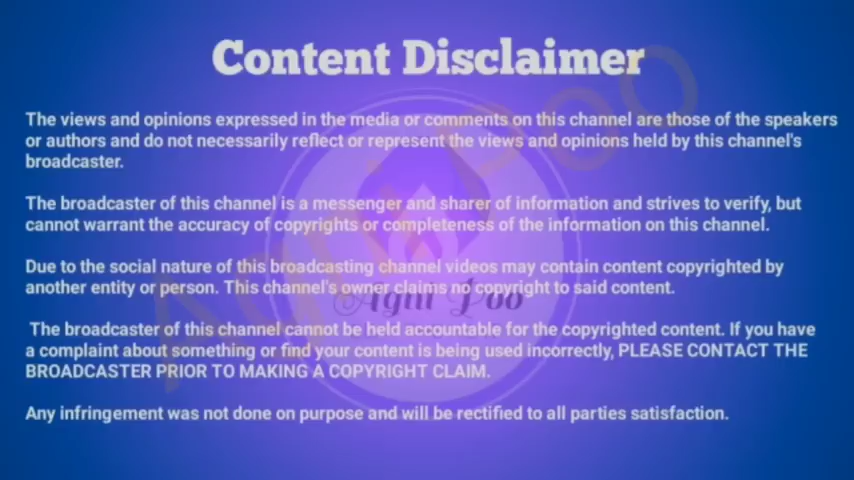 Content Disclaimer
The views and opinions expressed in the media or comments on this channel are those of the speakers
or authors and do not necessarily reflect or represent the views and opinions held by this channel's
broadcaster.
The broadcaster of this channel is a messenger and sharer of information and strives to verify, but
cannot warrant the accuracy of copyrights or completeness of the information on this channel.
Due to the social nature of this broadcasting channel videos may contain content copyrighted by
another entity or person. This channel's owner claims no copyright to said content.
Agni Poo
The broadcaster of this channel cannot be held accountable for the copyrighted content. If you have
a complaint about something or find your content is being used incorrectly, PLEASE CONTACT THE
BROADCASTER PRIOR TO MAKING A COPYRIGHT CLAIM.
Any infringement was not done on purpose and will be rectified to all parties satisfaction.